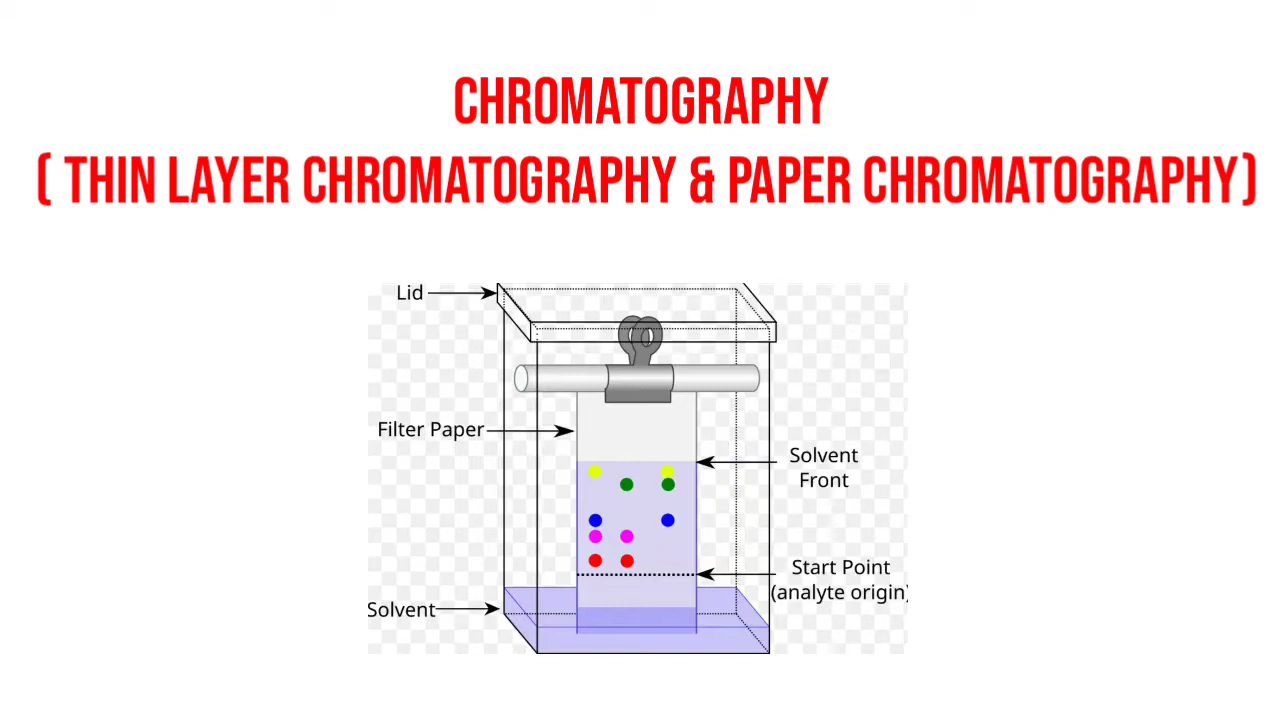 CHROMATOGRAPHY
( THIN LAYER CHROMATOGRAPHY & PAPER CHROMATOGRAPHY)
Lid
Filter Paper
Solvent
Front
Start Point
(analyte origin)
Solvent